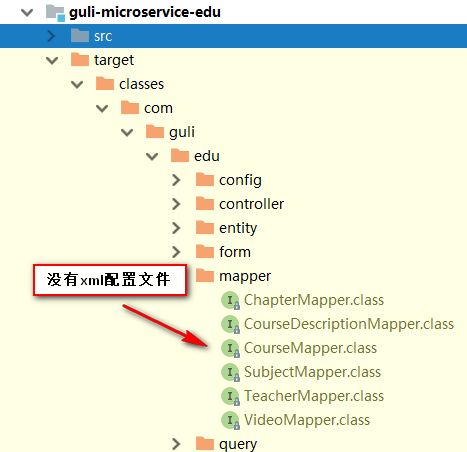 guli-microservice-edu
src
target
classes
com
guli
edu
config
controller
entity
form
没有xml配置文件
mapper
ChapterMapper.class
CourseDescriptionMapper.class
CourseMapper.class
SubjectMapper.class
TeacherMapper.class
VideoMapper.class
query